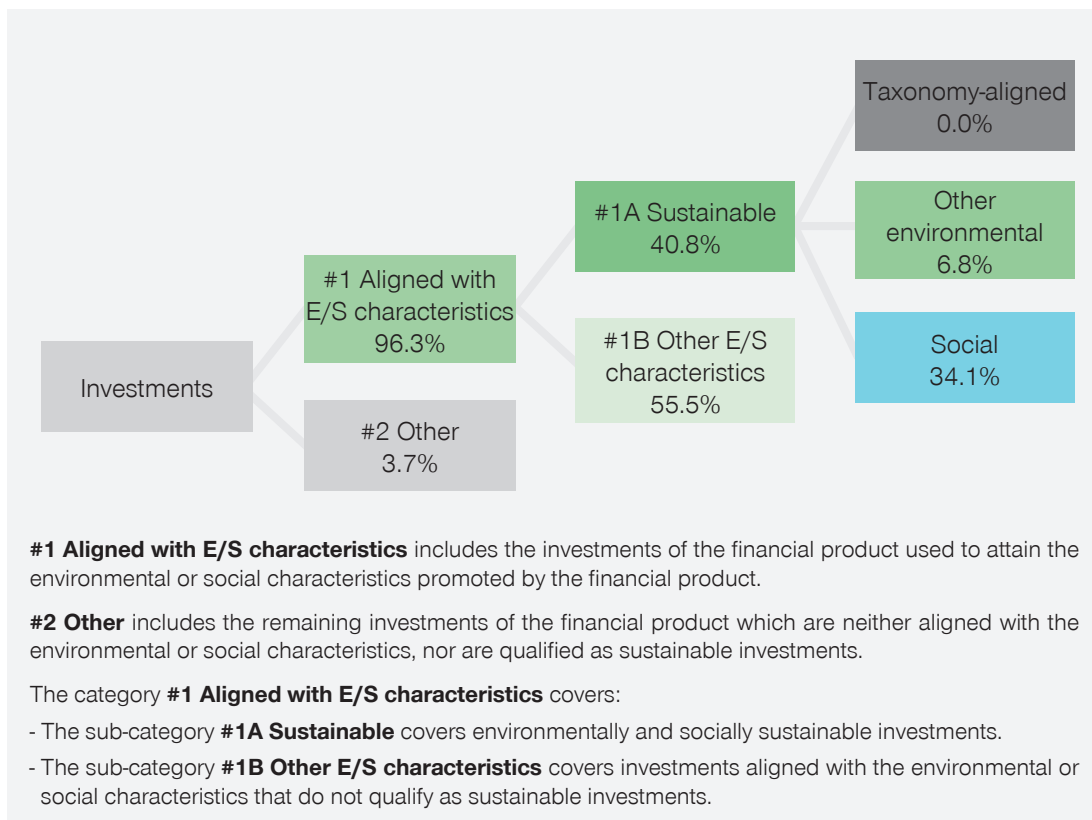 Investments
#1 Aligned with
E/S characteristics
96.3%
#2 Other
3.7%
#1A Sustainable
40.8%
#1B Other E/S
characteristics
55.5%
Taxonomy-aligned
0.0%
Other
environmental
6.8%
Social
34.1%
#1 Aligned with E/S characteristics includes the investments of the financial product used to attain the
environmental or social characteristics promoted by the financial product.
#2 Other includes the remaining investments of the financial product which are neither aligned with the
environmental or social characteristics, nor are qualified as sustainable investments.
The category #1 Aligned with E/S characteristics covers:
- The sub-category #1A Sustainable covers environmentally and socially sustainable investments.
- The sub-category #1B Other E/S characteristics covers investments aligned with the environmental or
social characteristics that do not qualify as sustainable investments.